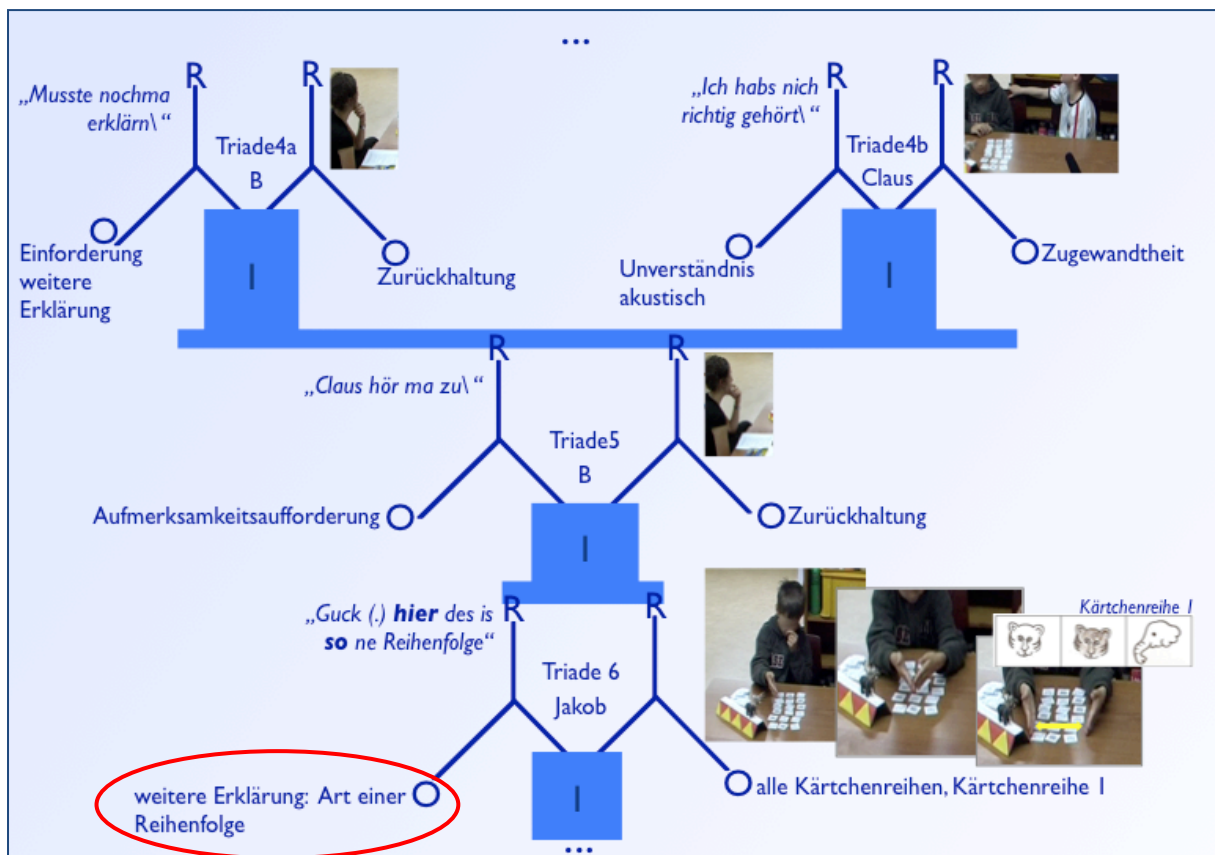 ...
R R
„Musste nochma
erklärn\“
Triade4a
B
Einforderung
weitere
Erklärung
I
Zurückhaltung
R R
„Ich habs nich
richtig gehört\“
Triade4b
Claus
Unverständnis
akustisch
I
Zugewandtheit
R R
„Claus hör ma zu\“
Triade5
B
Aufmerksamkeitsaufforderung
I
Zurückhaltung
R R
„Guck (.) hier des is
so ne Reihenfolge“
Triade 6
Jakob
Kärtchenreihe 1
weitere Erklärung: Art einer
Reihenfolge
I
alle Kärtchenreihen, Kärtchenreihe 1
...